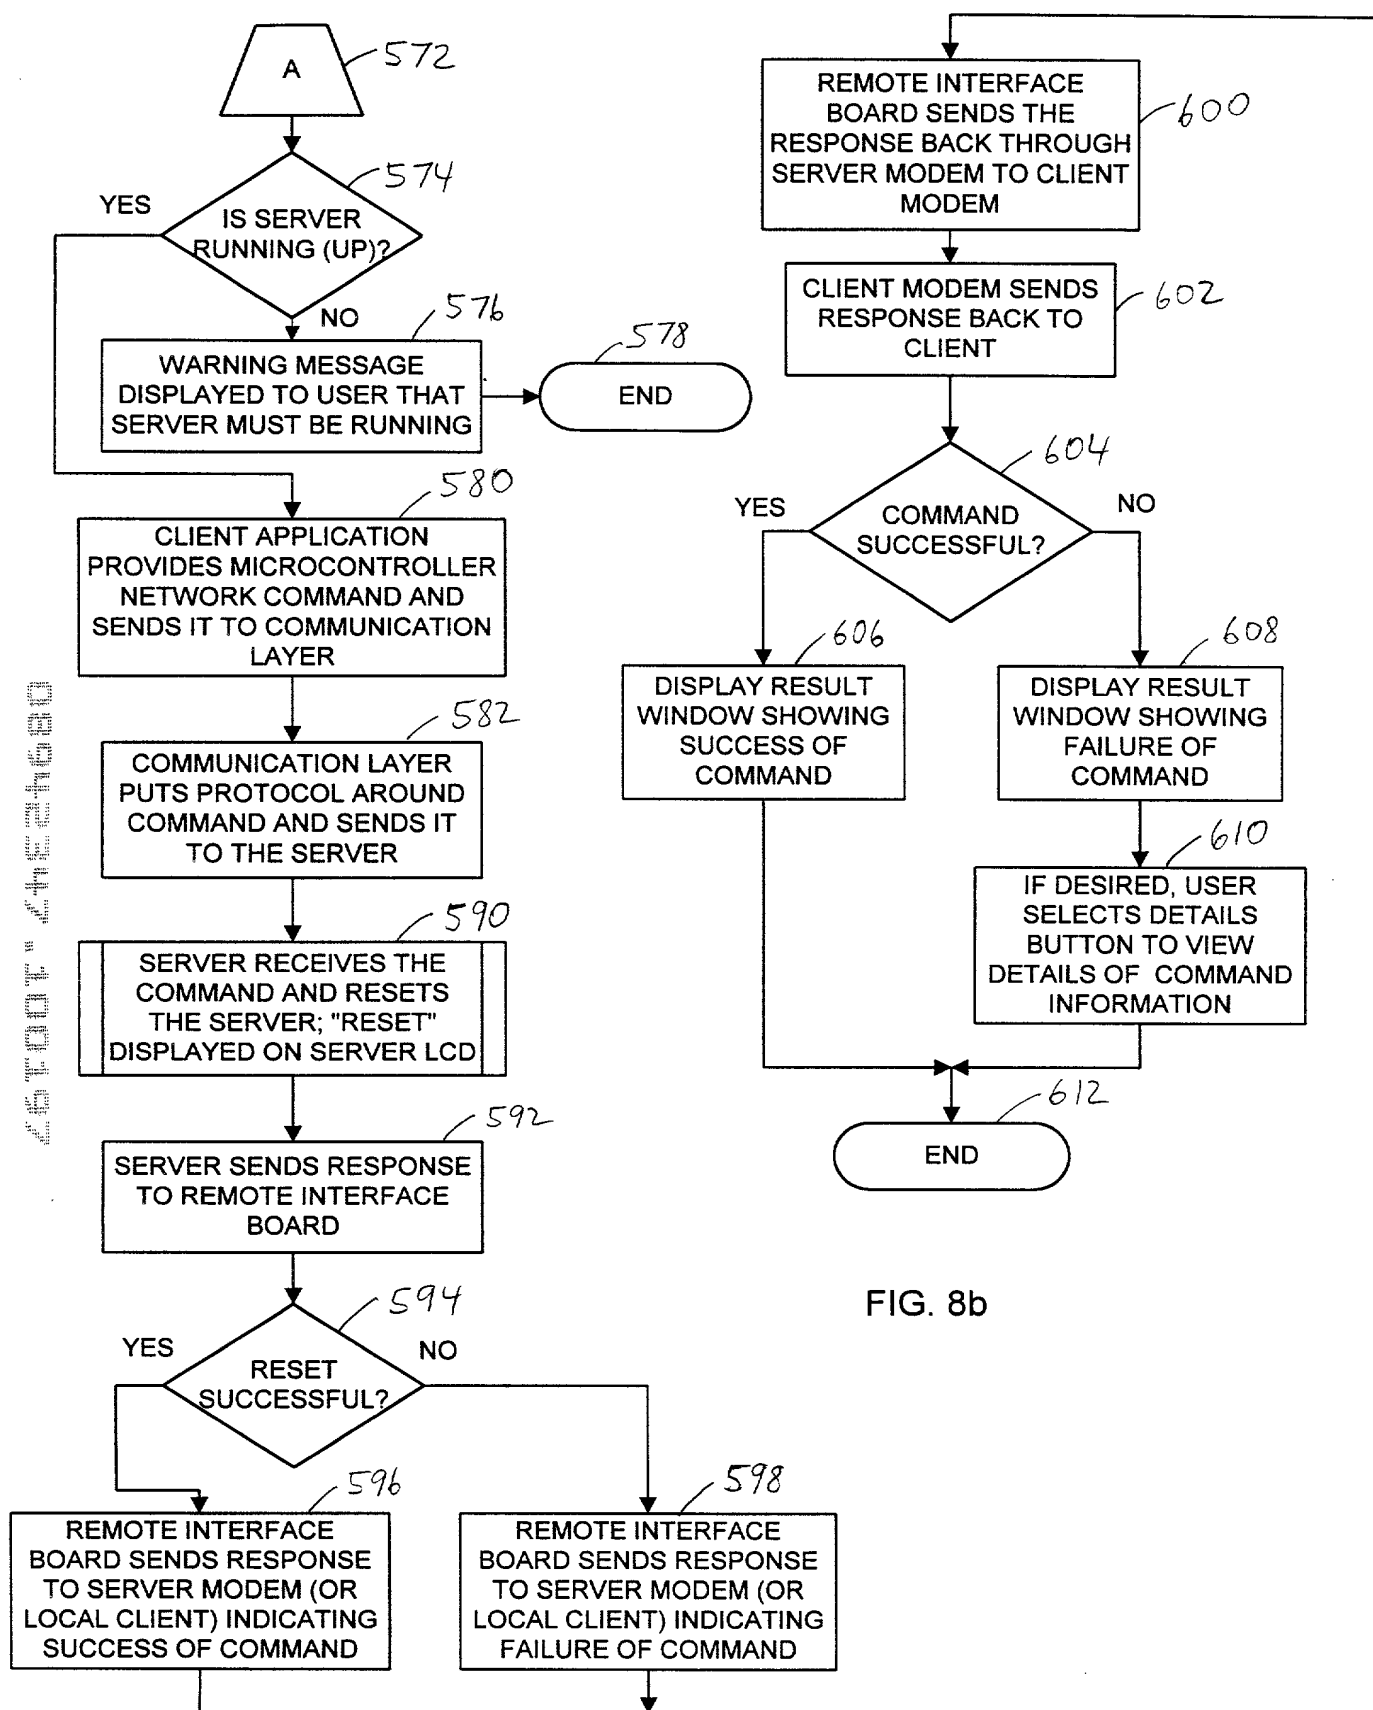 A
572
574
YES
IS SERVER
RUNNING (UP)?
NO
576
WARNING MESSAGE
DISPLAYED TO USER THAT
SERVER MUST BE RUNNING
578
END
580
CLIENT APPLICATION
PROVIDES MICROCONTROLLER
NETWORK COMMAND AND
SENDS IT TO COMMUNICATION
LAYER
582
COMMUNICATION LAYER
PUTS PROTOCOL AROUND
COMMAND AND SENDS IT
TO THE SERVER
590
SERVER RECEIVES THE
COMMAND AND RESETS
THE SERVER; "RESET"
DISPLAYED ON SERVER LCD
592
SERVER SENDS RESPONSE
TO REMOTE INTERFACE
BOARD
594
YES
NO
RESET
SUCCESSFUL?
596
REMOTE INTERFACE
BOARD SENDS RESPONSE
TO SERVER MODEM (OR
LOCAL CLIENT) INDICATING
SUCCESS OF COMMAND
598
REMOTE INTERFACE
BOARD SENDS RESPONSE
TO SERVER MODEM (OR
LOCAL CLIENT) INDICATING
FAILURE OF COMMAND
REMOTE INTERFACE
BOARD SENDS THE
RESPONSE BACK THROUGH
SERVER MODEM TO CLIENT
MODEM
600
CLIENT MODEM SENDS
RESPONSE BACK TO
CLIENT
602
604
YES
NO
COMMAND
SUCCESSFUL?
606
DISPLAY RESULT
WINDOW SHOWING
SUCCESS OF
COMMAND
608
DISPLAY RESULT
WINDOW SHOWING
FAILURE OF
COMMAND
610
IF DESIRED, USER
SELECTS DETAILS
BUTTON TO VIEW
DETAILS OF COMMAND
INFORMATION
612
END
FIG. 8b